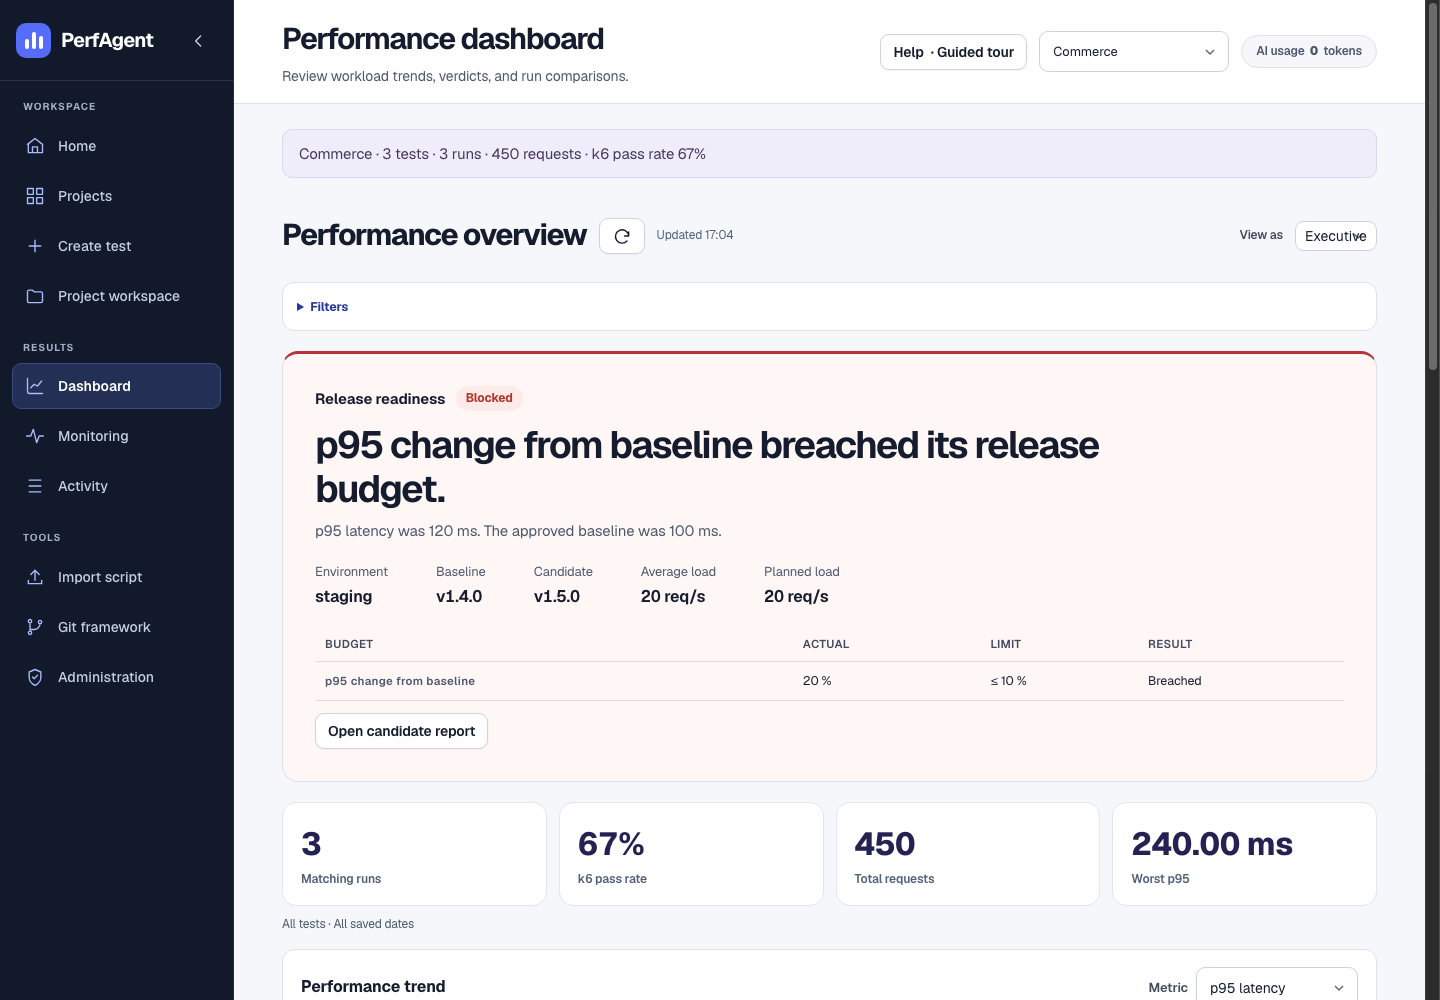 PerfAgent
WORKSPACE
Home
Projects
Create test
Project workspace
RESULTS
Dashboard
Monitoring
Activity
TOOLS
Import script
Git framework
Administration
Performance dashboard
Review workload trends, verdicts, and run comparisons.
Help · Guided tour
Commerce
AI usage 0 tokens
Commerce · 3 tests · 3 runs · 450 requests · k6 pass rate 67%
Performance overview
Updated 17:04
View as
Executive
Filters
Release readiness
Blocked
p95 change from baseline breached its release
budget.
p95 latency was 120 ms. The approved baseline was 100 ms.
Environment Baseline Candidate Average load Planned load
staging v1.4.0 v1.5.0 20 req/s 20 req/s
BUDGET ACTUAL LIMIT RESULT
p95 change from baseline 20 % ≤ 10 % Breached
Open candidate report
3 67% 450 240.00 ms
Matching runs k6 pass rate Total requests Worst p95
All tests · All saved dates
Performance trend
Metric
p95 latency